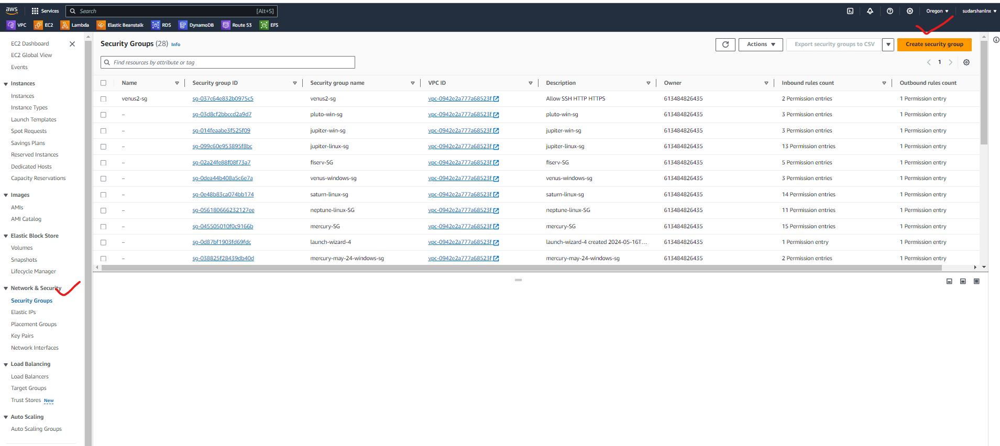 aws Services Search [Alt+S] Oregon sudarshanlnx
VPC EC2 Lambda Elastic Beanstalk RDS DynamoDB Route 53 EFS
EC2 Dashboard
EC2 Global View
Events
Instances
Instances
Instance Types
Launch Templates
Spot Requests
Savings Plans
Reserved Instances
Dedicated Hosts
Capacity Reservations
Images
AMIs
AMI Catalog
Elastic Block Store
Volumes
Snapshots
Lifecycle Manager
Network & Security
Security Groups
Elastic IPs
Placement Groups
Key Pairs
Network Interfaces
Load Balancing
Load Balancers
Target Groups
Trust Stores New
Auto Scaling
Auto Scaling Groups
Security Groups (28) Info Actions Export security groups to CSV Create security group
Find resources by attribute or tag 1
Name Security group ID Security group name VPC ID Description Owner Inbound rules count Outbound rules count
venus2-sg sg-037c64e832b0975c5 venus2-sg vpc-0942e2a777a68523f Allow SSH HTTP HTTPS 613484826435 2 Permission entries 1 Permission entry
– sg-03d8cf2bbccd2a9d7 pluto-win-sg vpc-0942e2a777a68523f pluto-win-sg 613484826435 3 Permission entries 1 Permission entry
– sg-014feaabe3f525f09 jupiter-win-sg vpc-0942e2a777a68523f jupiter-win-sg 613484826435 3 Permission entries 1 Permission entry
– sg-099c60e953895f8bc jupiter-linux-sg vpc-0942e2a777a68523f jupiter-linux-sg 613484826435 13 Permission entries 1 Permission entry
– sg-02a24fe88f08f73a7 fiserv-SG vpc-0942e2a777a68523f fiserv-SG 613484826435 5 Permission entries 1 Permission entry
– sg-0dea44b408a5c6e7a venus-windows-sg vpc-0942e2a777a68523f venus-windows-sg 613484826435 3 Permission entries 1 Permission entry
– sg-0e48b83ca074bb174 saturn-linux-sg vpc-0942e2a777a68523f saturn-linux-sg 613484826435 14 Permission entries 1 Permission entry
– sg-056180666232127ee neptune-linux-SG vpc-0942e2a777a68523f neptune-linux-SG 613484826435 11 Permission entries 1 Permission entry
– sg-045505010f0c9166b mercury-SG vpc-0942e2a777a68523f mercury-SG 613484826435 15 Permission entries 1 Permission entry
– sg-0d87bf1903fd69fdc launch-wizard-4 vpc-0942e2a777a68523f launch-wizard-4 created 2024-05-16T... 613484826435 1 Permission entry 1 Permission entry
– sg-038825f28439db40d mercury-may-24-windows-sg vpc-0942e2a777a68523f mercury-may-24-windows-sg 613484826435 2 Permission entries 1 Permission entry